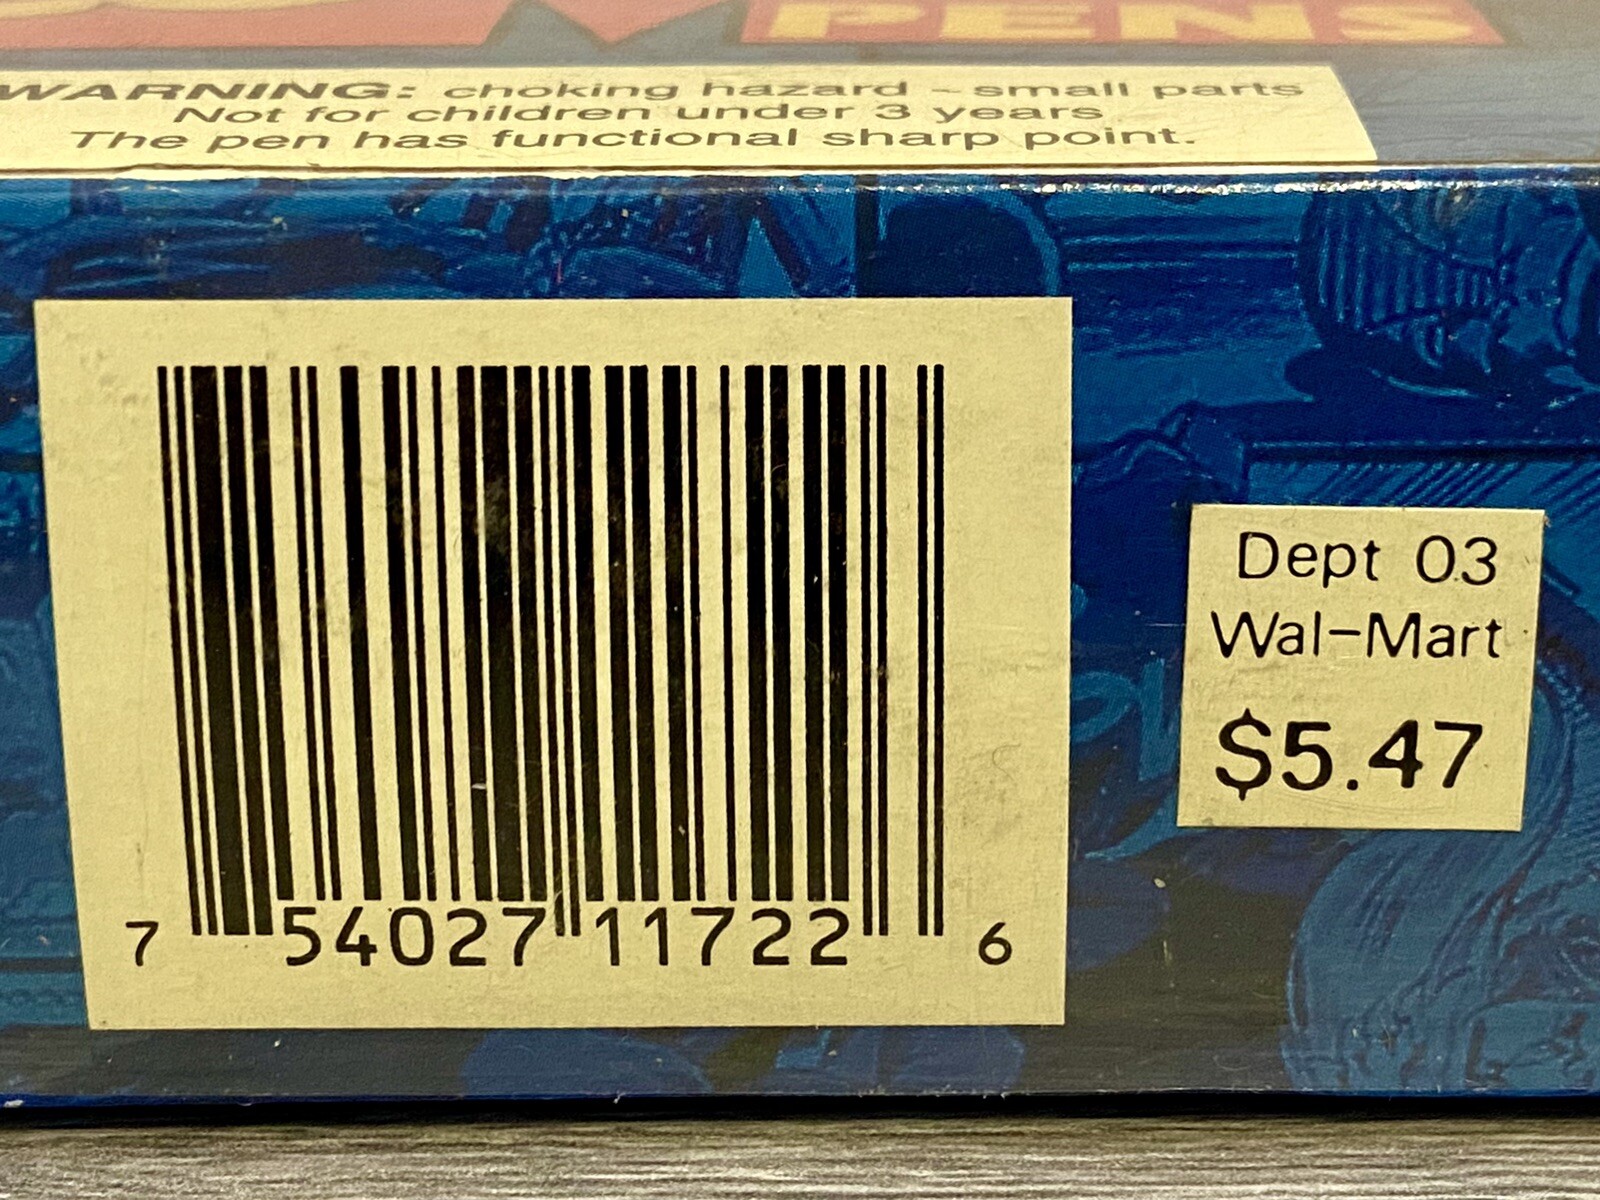 PENS
WARNING: choking hazard - small parts
Not for children under 3 years
The pen has functional sharp point.
Dept 03
Wal-Mart
$5.47
7 54027 11722 6